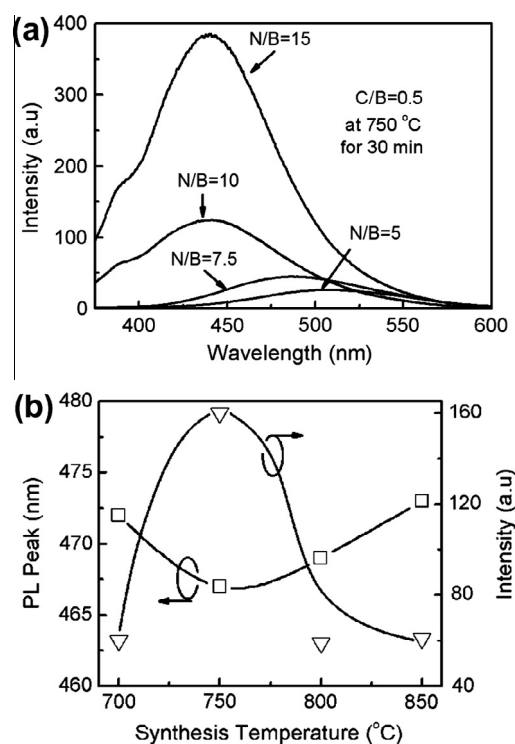 (a)
400
300
200
100
0
Intensity (a.u)
N/B=15
C/B=0.5
at 750 °C
for 30 min
N/B=10
N/B=7.5
N/B=5
400 450 500 550 600
Wavelength (nm)
(b)
480
475
470
465
460
PL Peak (nm)
160
120
80
40
Intensity (a.u)
700 750 800 850
Synthesis Temperature (°C)